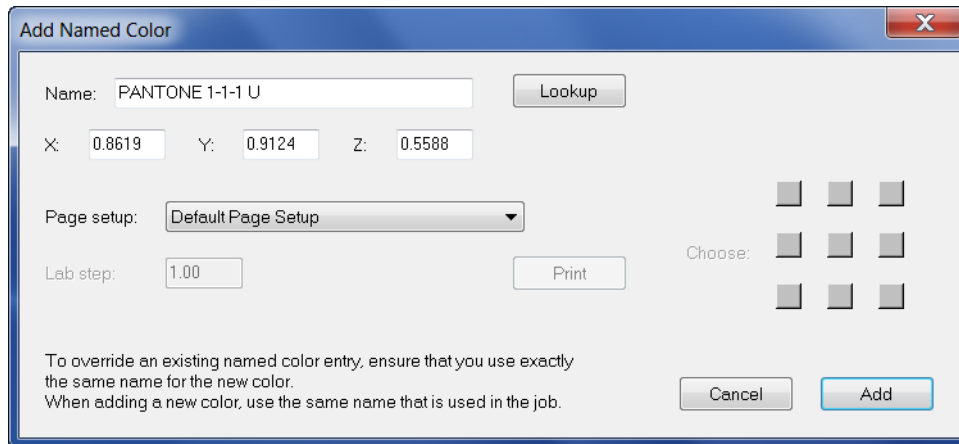 Add Named Color
X
Name: PANTONE 1-1-1 U Lookup
X: 0.8619 Y: 0.9124 Z: 0.5588
Page setup: Default Page Setup
Choose:
Lab step: 1.00 Print
To override an existing named color entry, ensure that you use exactly
the same name for the new color.
When adding a new color, use the same name that is used in the job.
Cancel Add